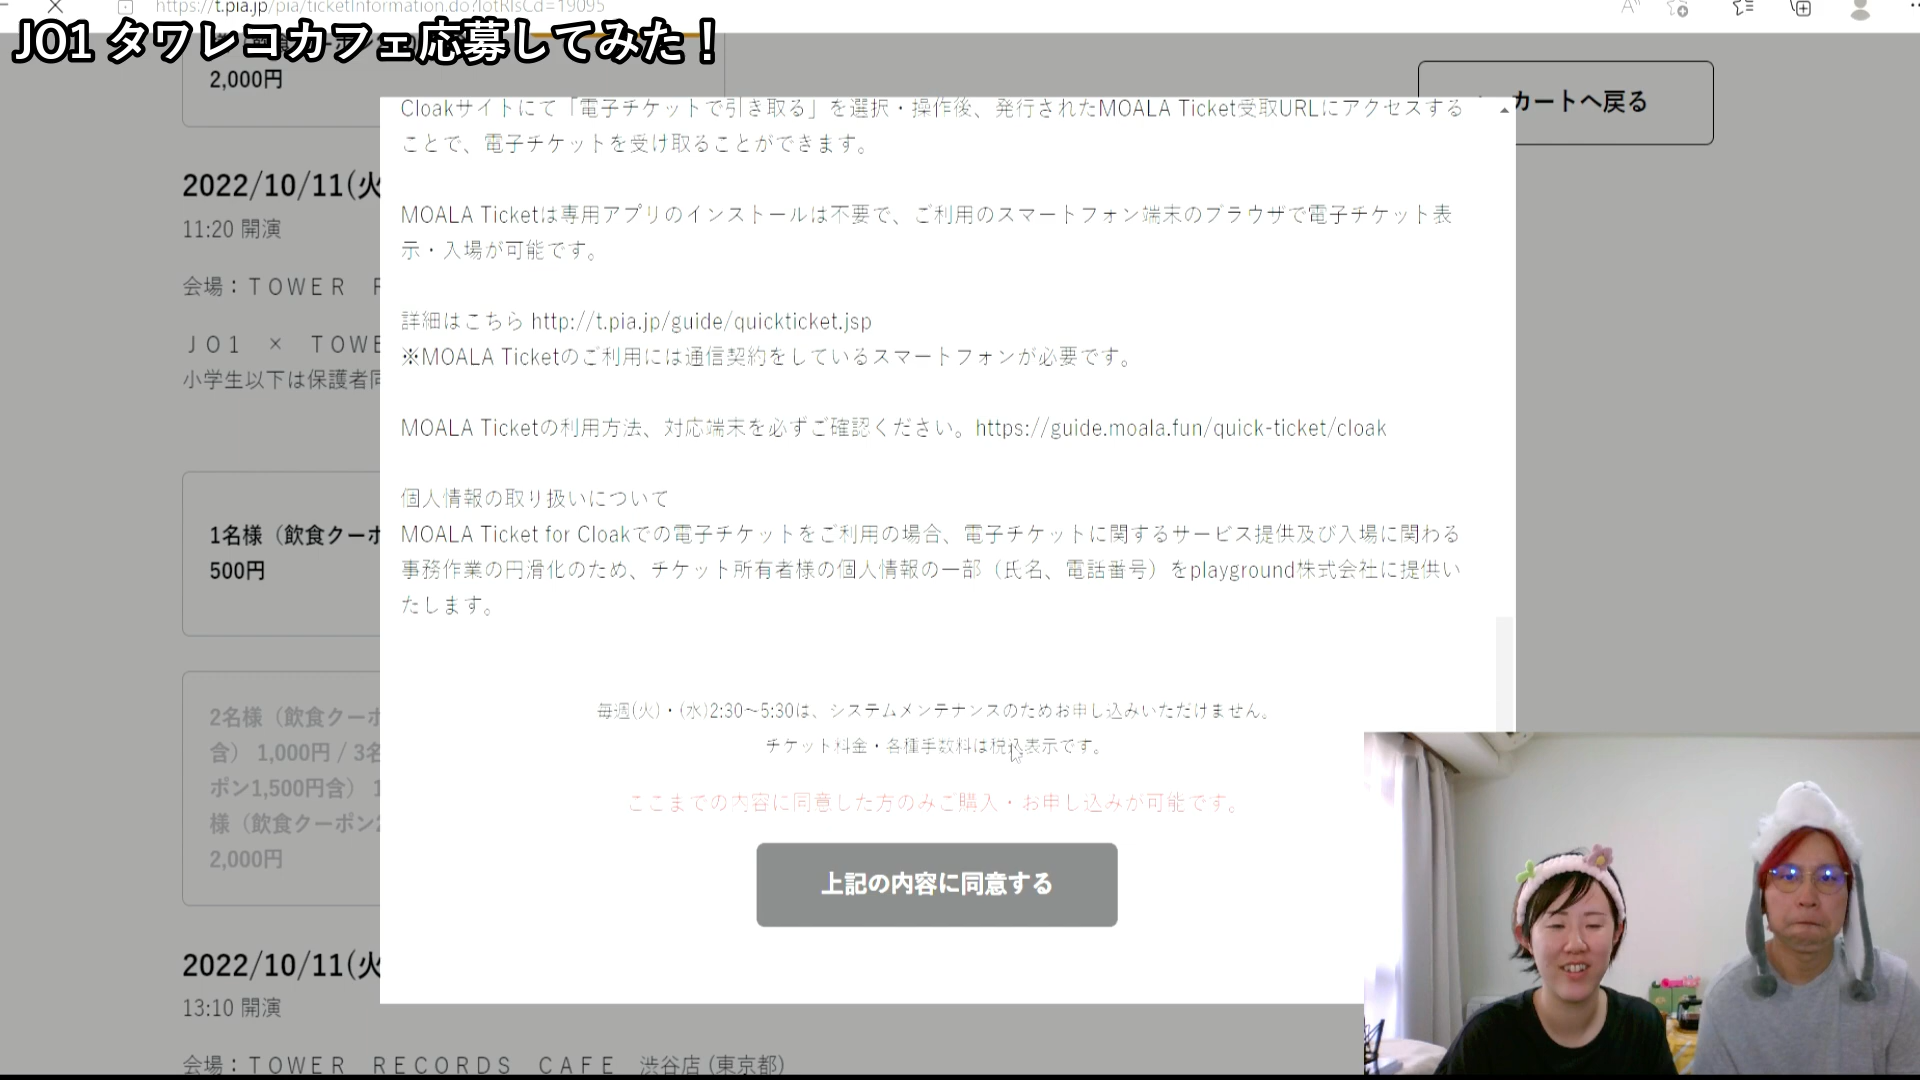 https://t.pia.jp/pia/ticketInformation.do?lotRlsCd=19095
JO1 タワレコカフェ応募してみた！
2,000円
カートへ戻る
Cloakサイトにて「電子チケットで引き取る」を選択・操作後、発行されたMOALA Ticket受取URLにアクセスする
ことで、電子チケットを受け取ることができます。
2022/10/11(火
11:20 開演
MOALA Ticketは専用アプリのインストールは不要で、ご利用のスマートフォン端末のブラウザで電子チケット表
示・入場が可能です。
会場：ＴＯＷＥＲ
詳細はこちら http://t.pia.jp/guide/quickticket.jsp
ＪＯ１　×　ＴＯＷＥ
※MOALA Ticketのご利用には通信契約をしているスマートフォンが必要です。
小学生以下は保護者同
MOALA Ticketの利用方法、対応端末を必ずご確認ください。https://guide.moala.fun/quick-ticket/cloak
個人情報の取り扱いについて
1名様（飲食クーポ
500円
MOALA Ticket for Cloakでの電子チケットをご利用の場合、電子チケットに関するサービス提供及び入場に関わる
事務作業の円滑化のため、チケット所有者様の個人情報の一部（氏名、電話番号）をplayground株式会社に提供い
たします。
2名様（飲食クーポ
含） 1,000円 / 3名
ポン1,500円含） 1
様（飲食クーポン2
2,000円
毎週(火)・(水)2:30～5:30は、システムメンテナンスのためお申し込みいただけません。
チケット料金・各種手数料は税込表示です。
ここまでの内容に同意した方のみご購入・お申し込みが可能です。
上記の内容に同意する
2022/10/11(火
13:10 開演
会場：ＴＯＷＥＲ　ＲＥＣＯＲＤＳ　ＣＡＦＥ　渋谷店 (東京都)